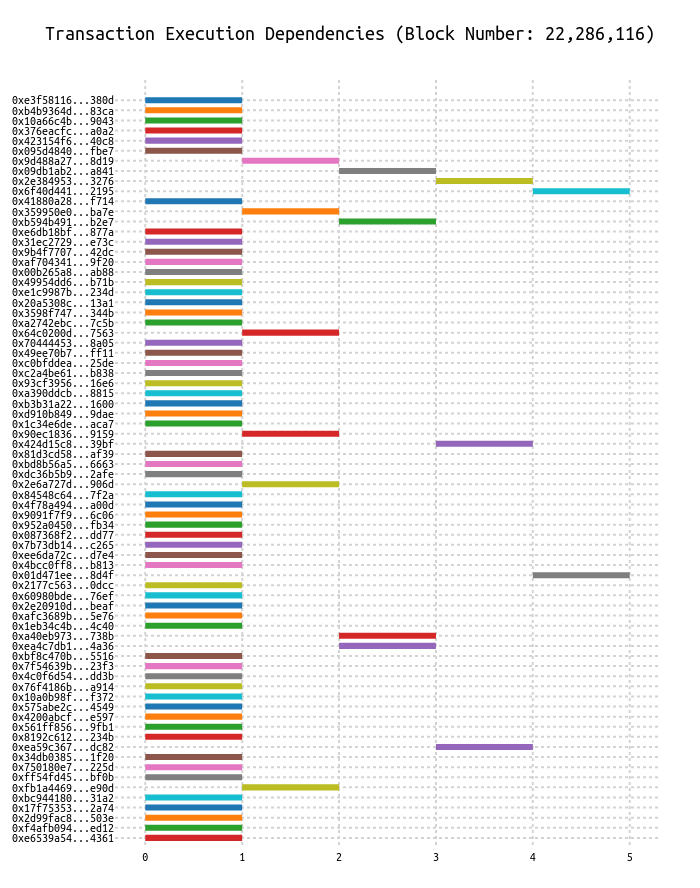 Transaction Execution Dependencies (Block Number: 22,286,116)
0xe3f58116...380d
0xb4b9364d...83ca
0x10a66c4b...9043
0x376eacfc...a0a2
0x423154f6...40c8
0x095d4840...fbe7
0x9d488a27...8d19
0x09db1ab2...a841
0x2e384953...3276
0x6f40d441...2195
0x41880a28...f714
0x359950e0...ba7e
0xb594b491...b2e7
0xe6db18bf...877a
0x31ec2729...e73c
0x9b4f7707...42dc
0xaf704341...9f20
0x00b265a8...ab88
0x49954dd6...b71b
0xe1c9987b...234d
0x20a5308c...13a1
0x3598f747...344b
0xa2742ebc...7c5b
0x64c0200d...7563
0x70444453...8a05
0x49ee70b7...ff11
0xc0bfddea...25de
0xc2a4be61...b838
0x93cf3956...16e6
0xa390ddcb...8815
0xb3b31a22...1600
0xd910b849...9dae
0x1c34e6de...aca7
0x90ec1836...9159
0x424d15c8...39bf
0x81d3cd58...af39
0xbd8b56a5...6663
0xdc36b5b9...2afe
0x2e6a727d...906d
0x84548c64...7f2a
0x4f78a494...a00d
0x9091f7f9...6c06
0x952a0450...fb34
0x087368f2...dd77
0x7b73db14...c265
0xee6da72c...d7e4
0x4bcc0ff8...b813
0x01d471ee...8d4f
0x2177c563...0dcc
0x60980bde...76ef
0x2e20910d...beaf
0xafc3689b...5e76
0x1eb34c4b...4c40
0xa40eb973...738b
0xea4c7db1...4a36
0xbf8c470b...5516
0x7f54639b...23f3
0x4c0f6d54...dd3b
0x76f4186b...a914
0x10a0b98f...f372
0x575abe2c...4549
0x4200abcf...e597
0x561ff856...9fb1
0x8192c612...234b
0xea59c367...dc82
0x34db0385...1f20
0x750180e7...225d
0xff54fd45...bf0b
0xfb1a4469...e90d
0xbc944180...31a2
0x17f75353...2a74
0x2d99fac8...503e
0xf4afb094...ed12
0xe6539a54...4361
0 1 2 3 4 5